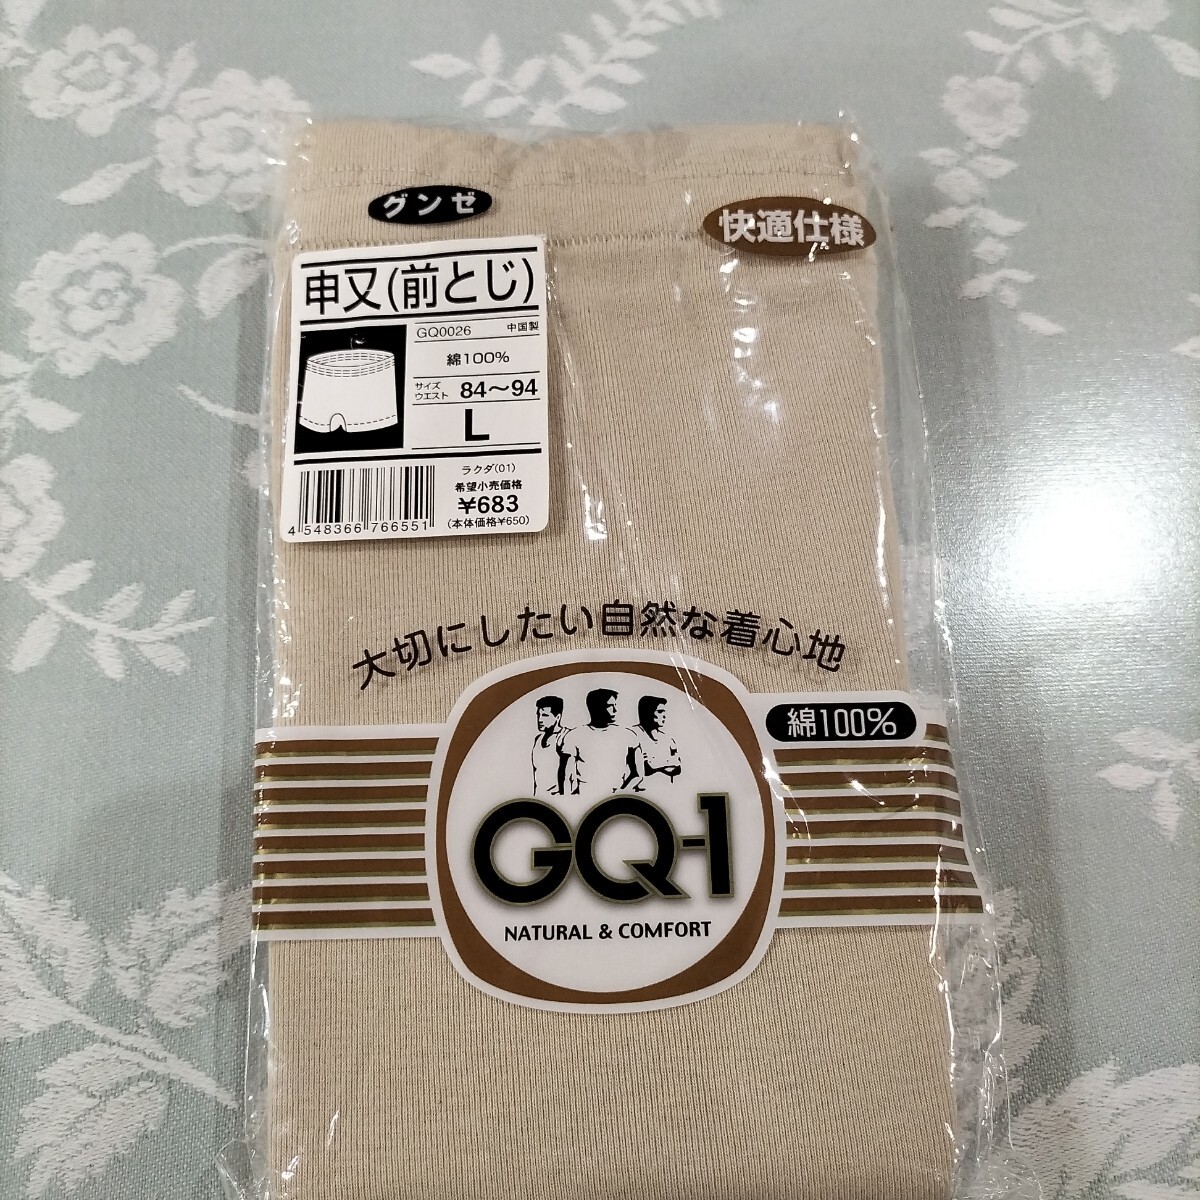 グンゼ
快適仕様
申又(前とじ)
GQ0026 中国製
綿100%
サイズ
ウエスト 84〜94
L
ラクダ(01)
希望小売価格
¥683
(本体価格¥650)
4 548366 766551
大切にしたい自然な着心地
綿100%
GQ-1
NATURAL & COMFORT